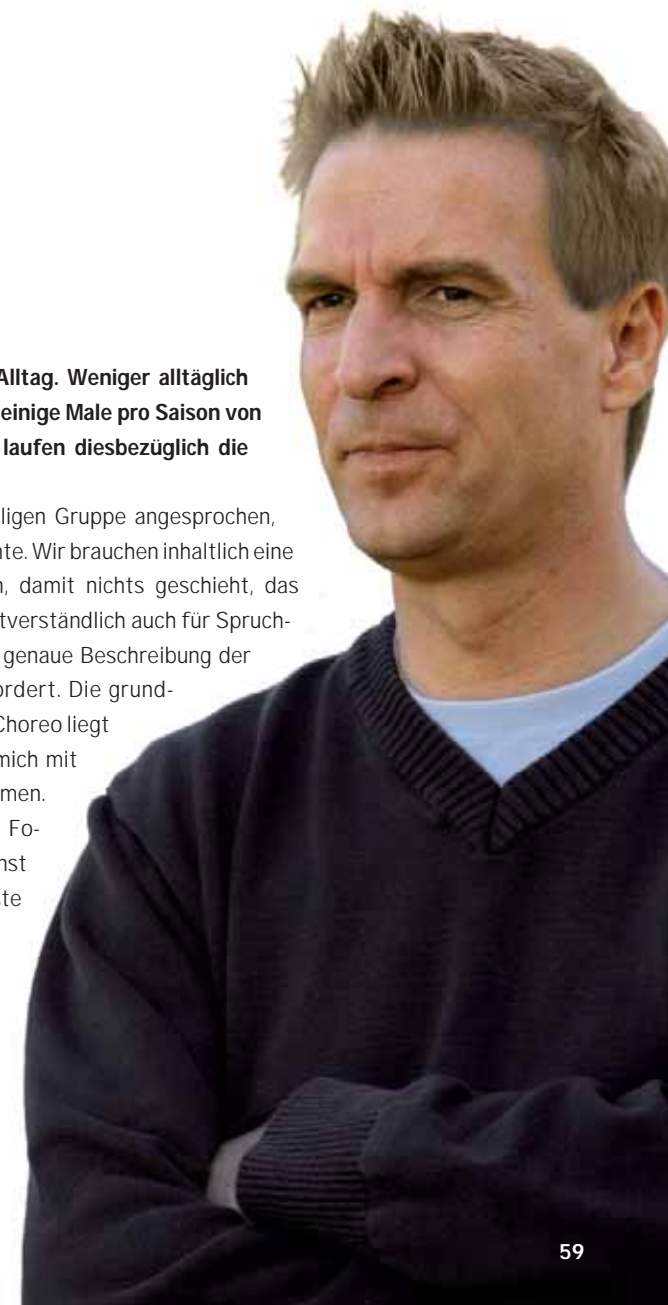 Alltag. Weniger alltäglich
einige Male pro Saison von
laufen diesbezüglich die
ligen Gruppe angesprochen,
nte. Wir brauchen inhaltlich eine
n, damit nichts geschieht, das
tverständlich auch für Spruch-
genaue Beschreibung der
ordert. Die grund-
Choreo liegt
mich mit
men.
Fo-
nst
te
59